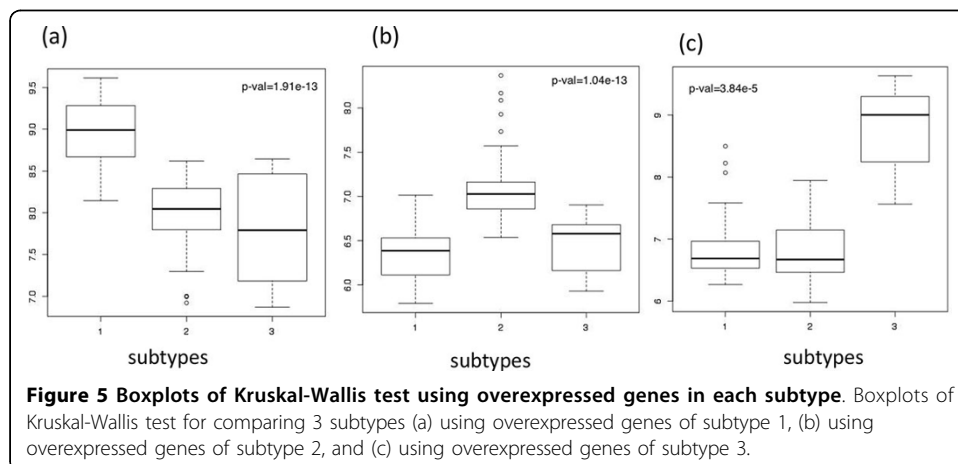 (a)
(b)
(c)
p-val=1.91e-13
9.5
9.0
8.5
8.0
7.5
7.0
1
2
3
subtypes
p-val=1.04e-13
8.0
7.5
7.0
6.5
6.0
1
2
3
subtypes
p-val=3.84e-5
9
8
7
6
1
2
3
subtypes
Figure 5 Boxplots of Kruskal-Wallis test using overexpressed genes in each subtype. Boxplots of
Kruskal-Wallis test for comparing 3 subtypes (a) using overexpressed genes of subtype 1, (b) using
overexpressed genes of subtype 2, and (c) using overexpressed genes of subtype 3.